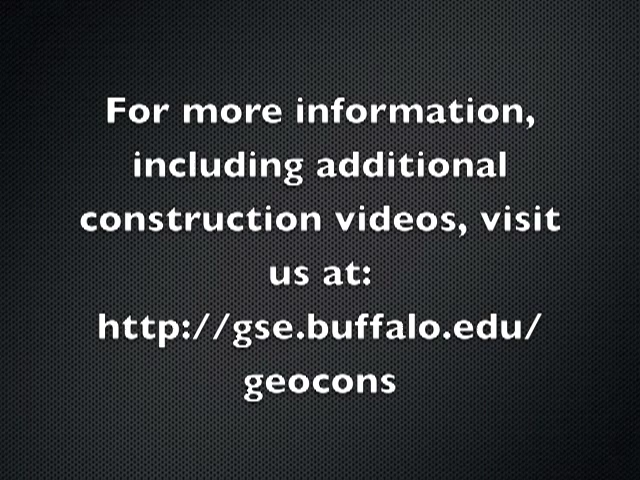 For more information,
including additional
construction videos, visit
us at:
http://gse.buffalo.edu/
geocons